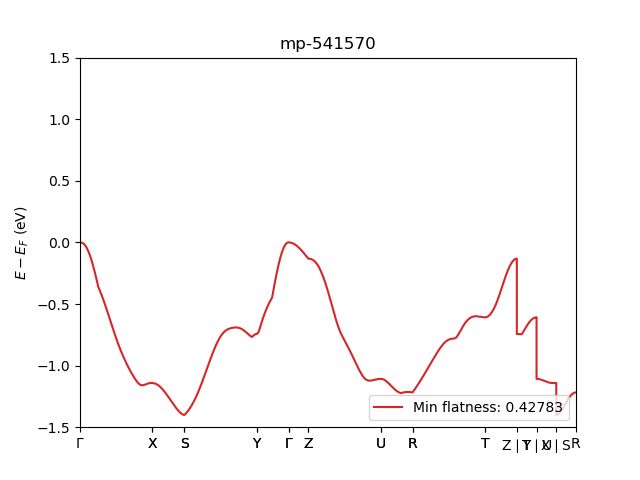 mp-541570
1.5
1.0
0.5
0.0
−0.5
−1.0
−1.5
E − E_F (eV)
Min flatness: 0.42783
Γ X S Y Γ Z U R T Z|Y T|U X|S R